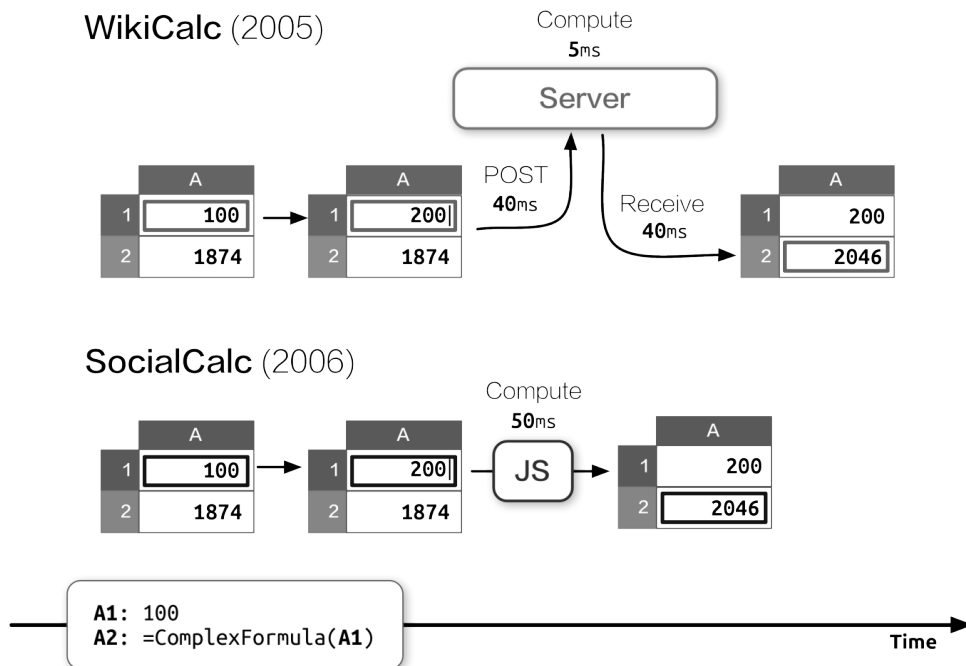 WikiCalc (2005)
Compute
5ms
Server
A
1 100
2 1874
A
1 200
2 1874
POST
40ms
Receive
40ms
A
1 200
2 2046
SocialCalc (2006)
Compute
50ms
A
1 100
2 1874
A
1 200
2 1874
JS
A
1 200
2 2046
A1: 100
A2: =ComplexFormula(A1)
Time